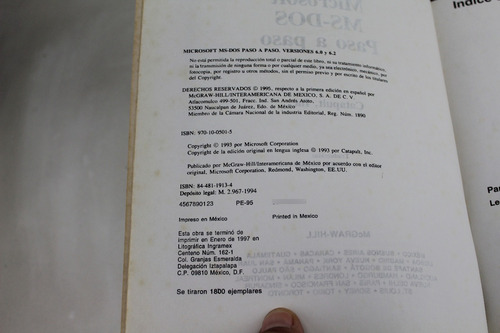 MICROSOFT MS-DOS PASO A PASO. VERSIONES 6.0 y 6.2
No está permitida la reproducción total o parcial de este libro, ni su tratamiento informático,
ni la transmisión de ninguna forma o por cualquier medio, ya sea electrónico, mecánico, por
fotocopia, por registro u otros métodos, sin el permiso previo y por escrito de los titulares
del Copyright.
DERECHOS RESERVADOS © 1995, respecto a la primera edición en español por
McGRAW-HILL/INTERAMERICANA DE MEXICO, S. A. DE C. V.
Atlacomulco 499-501, Fracc. Ind. San Andrés Atoto,
53500 Naucalpan de Juárez, Edo. de México
Miembro de la Cámara Nacional de la industria Editorial, Reg. Núm. 1890
ISBN: 970-10-0501-5
Copyright © 1993 por Microsoft Corporation
Copyright de la edición original en lengua inglesa © 1993 por Catapult, Inc.
Publicado por McGraw-Hill/Interamericana de México por acuerdo con el editor
original, Microsoft Corporation, Redmond, Washington, EE.UU.
ISBN: 84-481-1913-4
Depósito legal: M. 2.967-1994
4567890123 PE-95
Impreso en México Printed in Mexico
Esta obra se terminó de
imprimir en Enero de 1997 en
Litográfica Ingramex
Centeno Núm. 162-1
Col. Granjas Esmeralda
Delegación Iztapalapa
C.P. 09810 México, D.F.
Se tiraron 1800 ejemplares
Indice